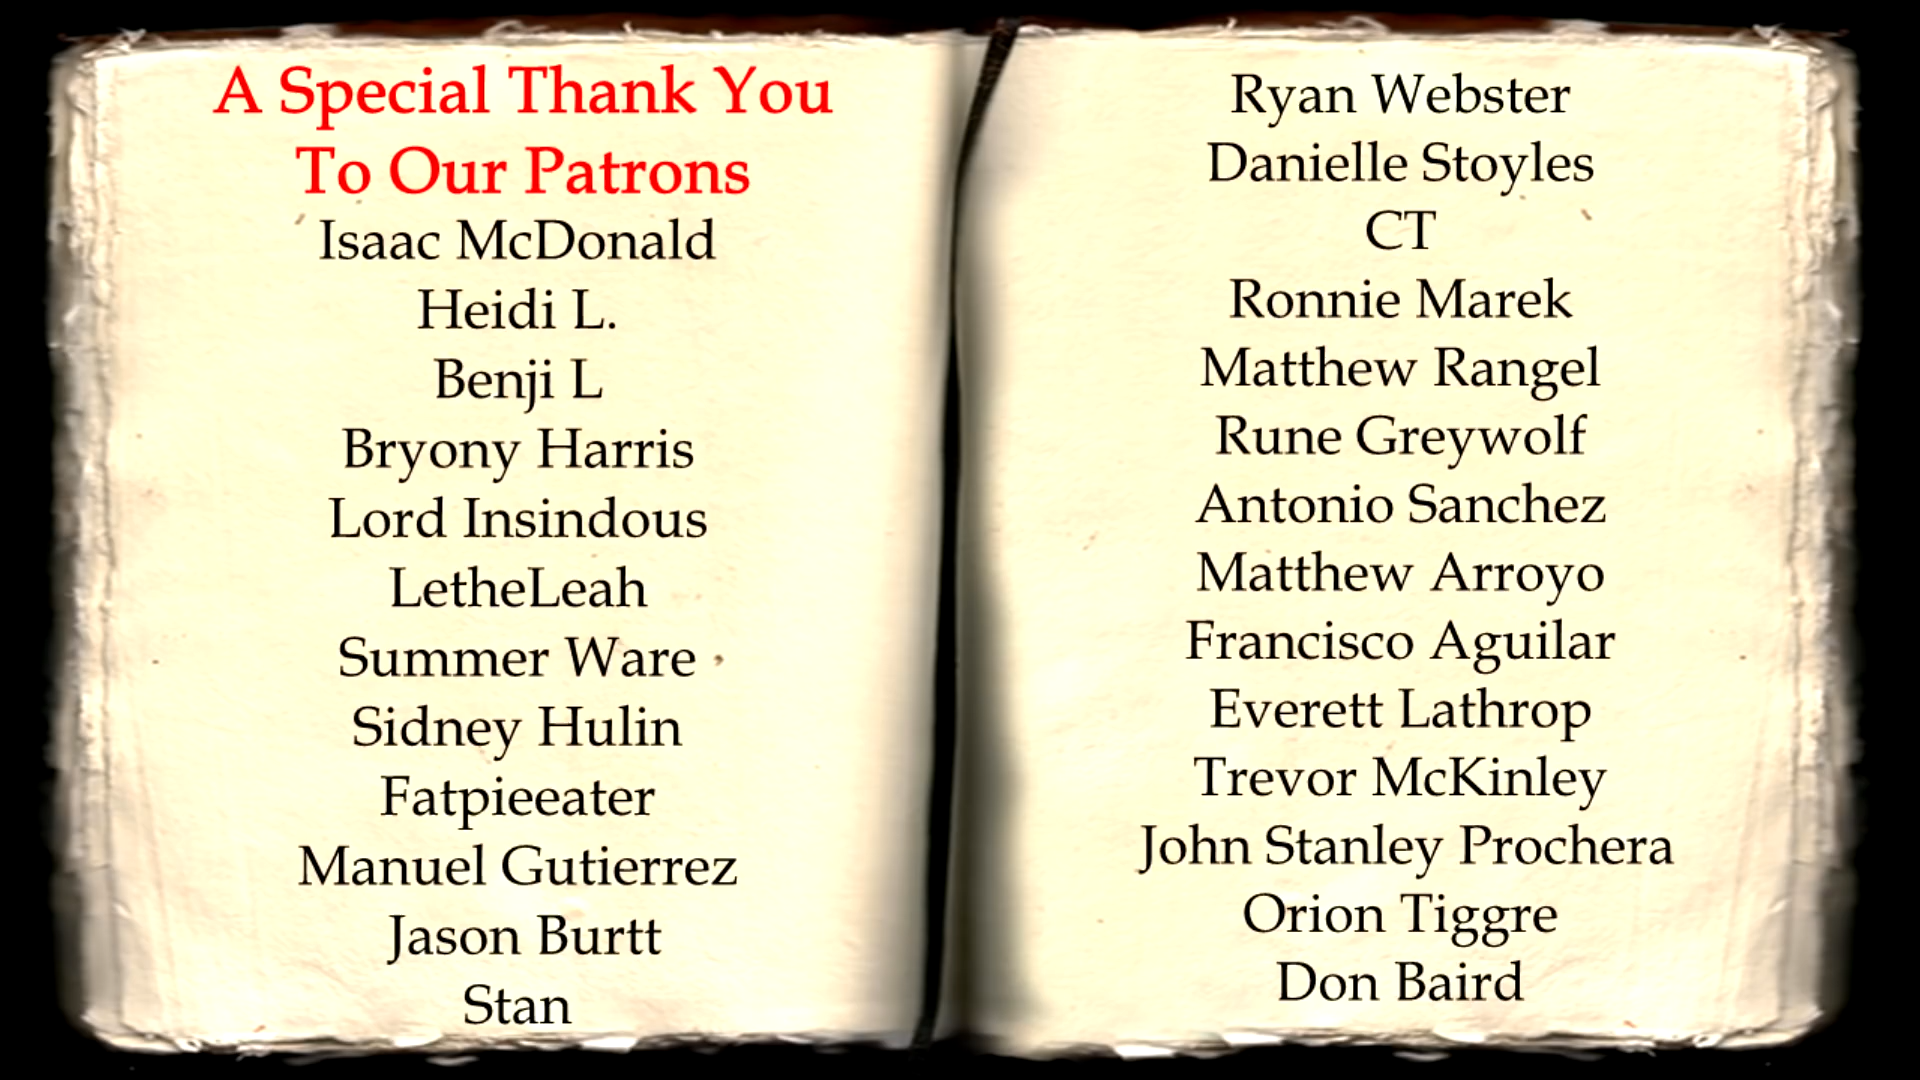 A Special Thank You
To Our Patrons
Isaac McDonald
Heidi L.
Benji L
Bryony Harris
Lord Insindous
LetheLeah
Summer Ware
Sidney Hulin
Fatpieeater
Manuel Gutierrez
Jason Burtt
Stan
Ryan Webster
Danielle Stoyles
CT
Ronnie Marek
Matthew Rangel
Rune Greywolf
Antonio Sanchez
Matthew Arroyo
Francisco Aguilar
Everett Lathrop
Trevor McKinley
John Stanley Prochera
Orion Tiggre
Don Baird